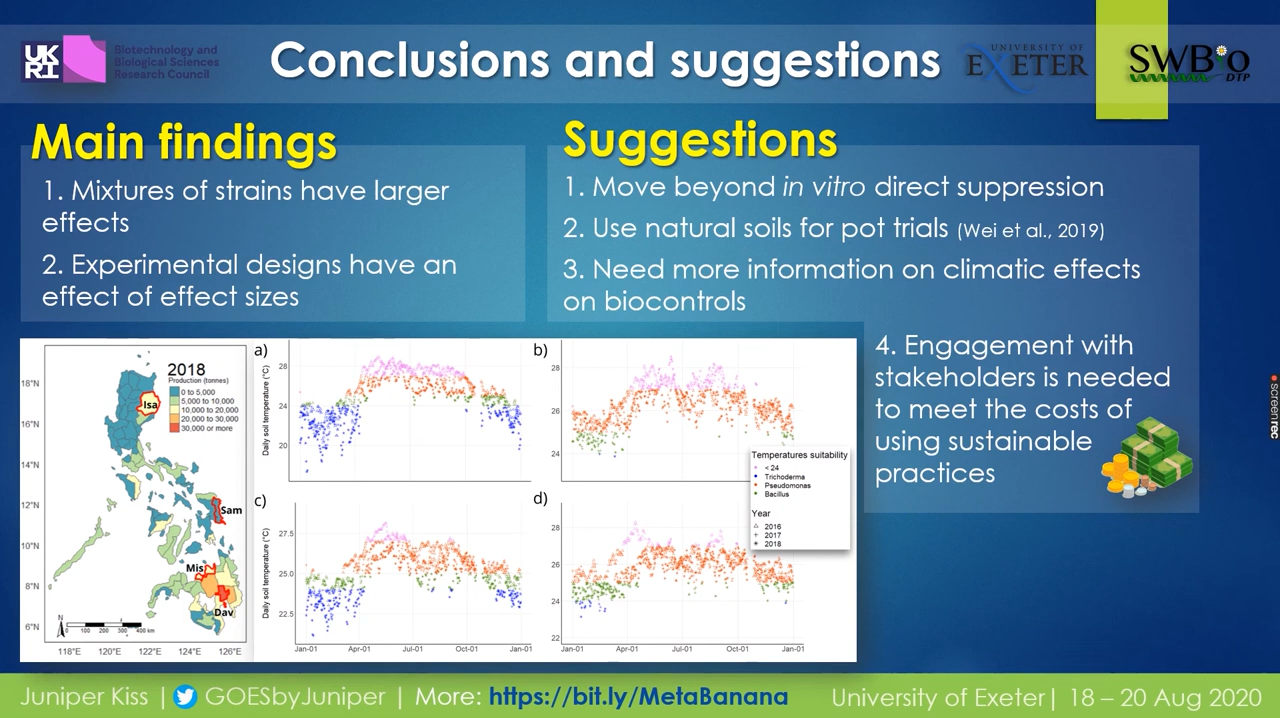 UK
RI
Biotechnology and
Biological Sciences
Research Council
Conclusions and suggestions
UNIVERSITY OF
EXETER
SWBio
DTP
Main findings
1. Mixtures of strains have larger
effects
2. Experimental designs have an
effect of effect sizes
Suggestions
1. Move beyond in vitro direct suppression
2. Use natural soils for pot trials (Wei et al., 2019)
3. Need more information on climatic effects
on biocontrols
4. Engagement with
stakeholders is needed
to meet the costs of
using sustainable
practices
2018
Production (tonnes)
0 to 5,000
5,000 to 10,000
10,000 to 20,000
20,000 to 30,000
30,000 or more
Isa
Sam
Mis
Dav
18°N
16°N
14°N
12°N
10°N
8°N
6°N
N
0 100 200 300 400 km
118°E 120°E 122°E 124°E 126°E
a)
Daily soil temperature (°C)
28
24
20
b)
28
26
24
c)
Daily soil temperature (°C)
27.5
25.0
22.5
Jan-01 Apr-01 Jul-01 Oct-01 Jan-01
d)
28
26
24
22
Jan-01 Apr-01 Jul-01 Oct-01 Jan-01
Temperatures suitability
< 24
Trichoderma
Pseudomonas
Bacillus
Year
2016
2017
2018
screenrec
Juniper Kiss | GOESbyJuniper | More: https://bit.ly/MetaBanana
University of Exeter| 18 – 20 Aug 2020